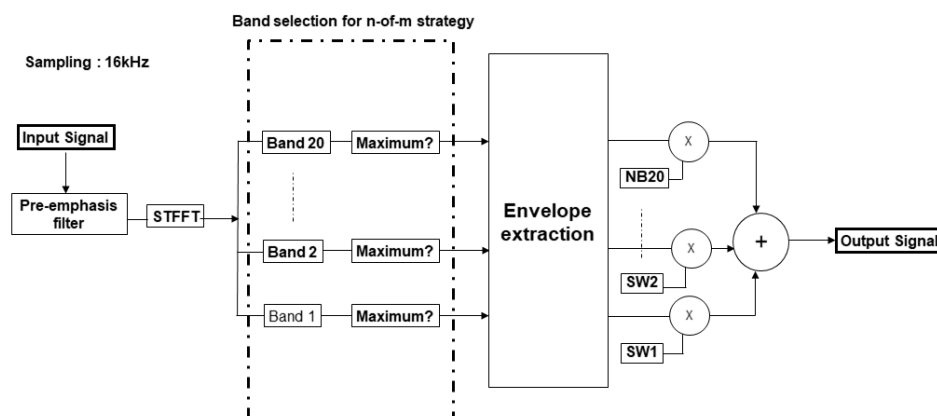 Band selection for n-of-m strategy
Sampling : 16kHz
Input Signal
Pre-emphasis
filter
STFFT
Band 20
Maximum?
Band 2
Maximum?
Band 1
Maximum?
Envelope
extraction
X
NB20
X
SW2
X
SW1
+
Output Signal